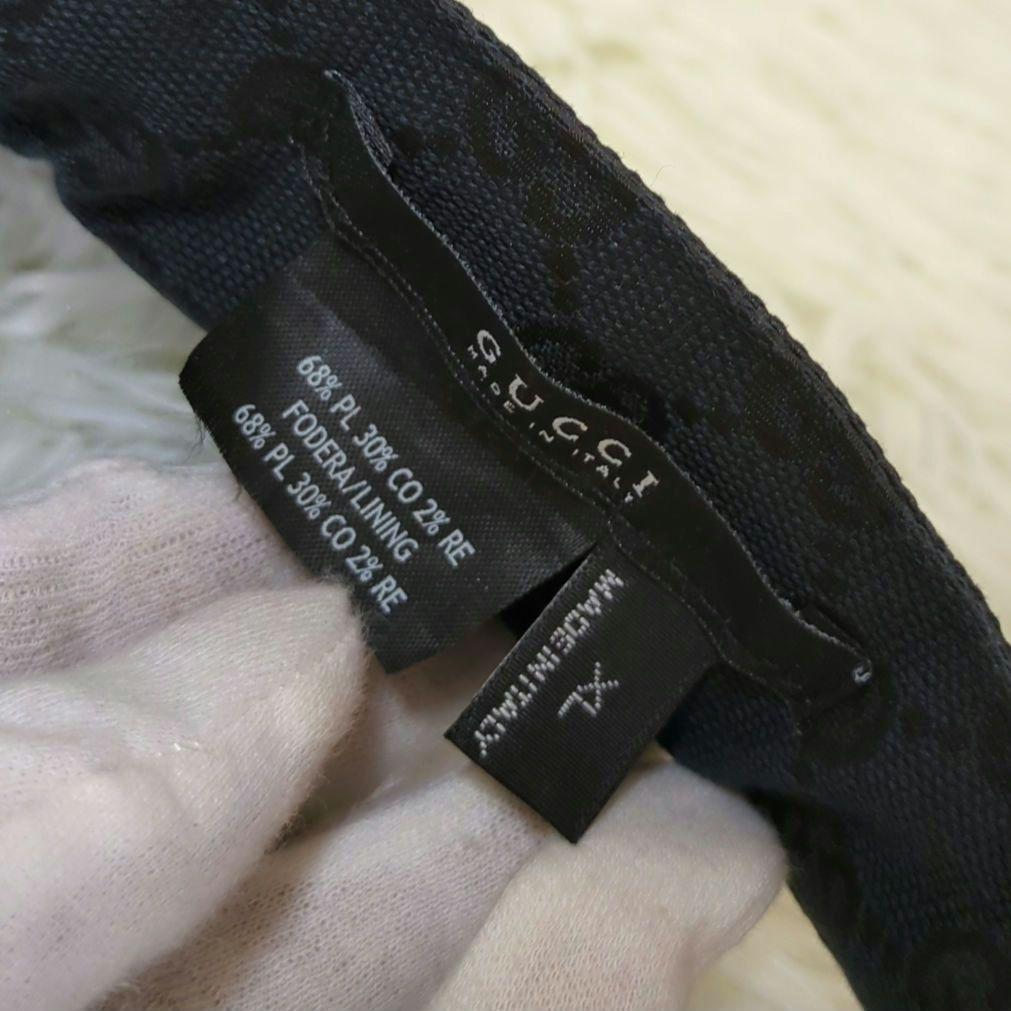 GUCCI
MADE IN ITALY
68% PL 30% CO 2% RE
FODERA/LINING
68% PL 30% CO 2% RE
MADE IN ITALY
XL